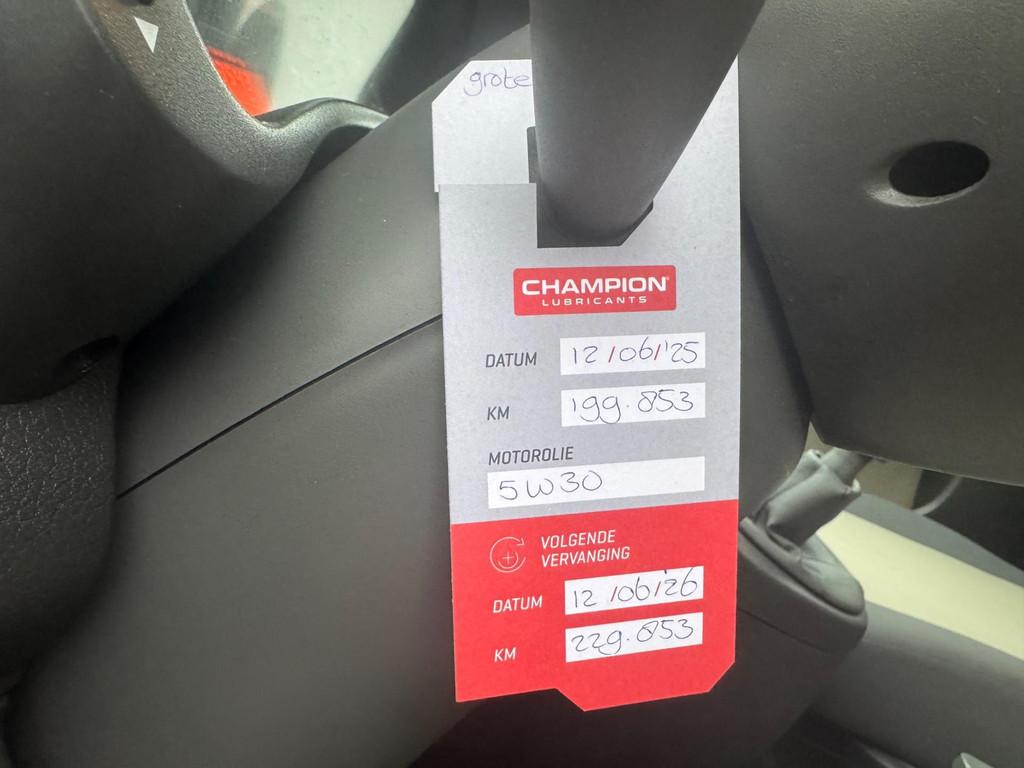 grote
CHAMPION
LUBRICANTS
DATUM 12/06/'25
KM 199.853
MOTOROLIE
5W30
VOLGENDE
VERVANGING
DATUM 12/06/26
KM 229.853